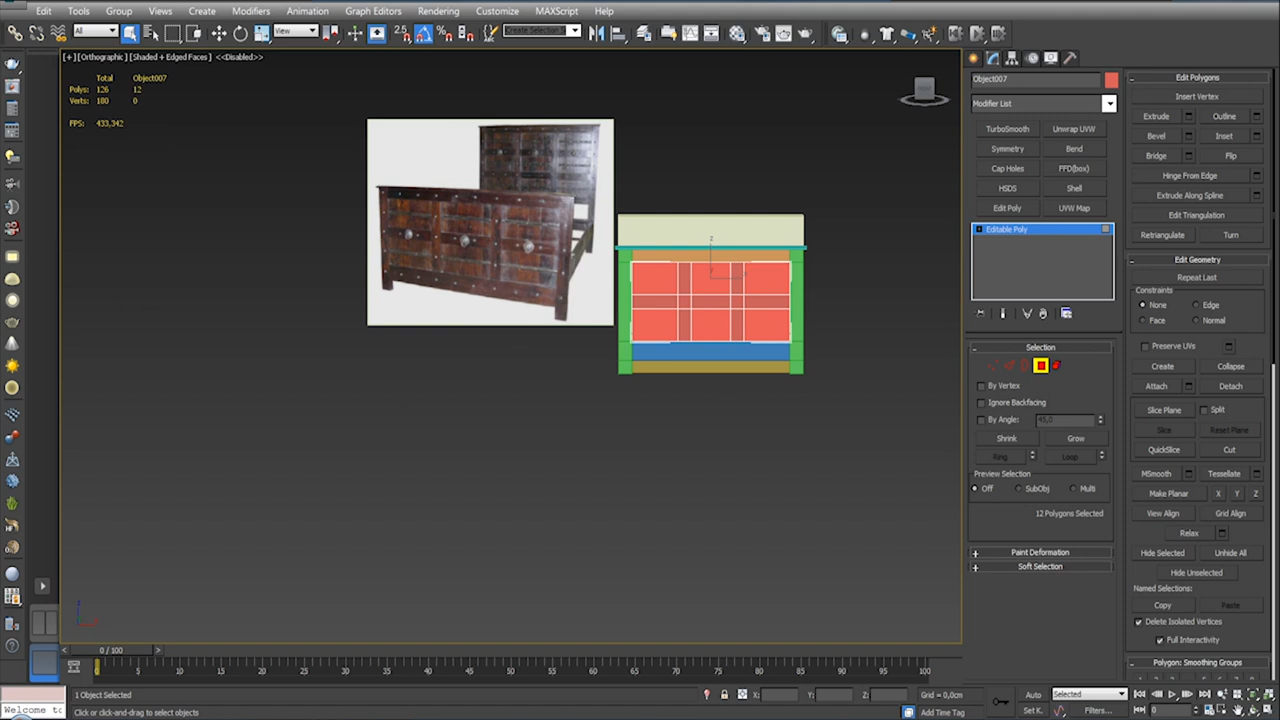 Edit Tools Group Views Create Modifiers Animation Graph Editors Rendering Customize MAXScript Help
All View 2.5 Create Selection S
[+] [Orthographic] [Shaded + Edged Faces] <<Disabled>>
Total Object007
Polys: 126 12
Verts: 180 0
FPS: 433,342
z
Object007
Modifier List
TurboSmooth Unwrap UVW
Symmetry Bend
Cap Holes FFD(box)
HSDS Shell
Edit Poly UVW Map
Editable Poly
- Selection
By Vertex
Ignore Backfacing
By Angle: 45,0
Shrink Grow
Ring Loop
Preview Selection
Off SubObj Multi
12 Polygons Selected
+ Paint Deformation
+ Soft Selection
- Edit Polygons
Insert Vertex
Extrude Outline
Bevel Inset
Bridge Flip
Hinge From Edge
Extrude Along Spline
Edit Triangulation
Retriangulate Turn
- Edit Geometry
Repeat Last
Constraints
None Edge
Face Normal
Preserve UVs
Create Collapse
Attach Detach
Slice Plane Split
Slice Reset Plane
QuickSlice Cut
MSmooth Tessellate
Make Planar X Y Z
View Align Grid Align
Relax
Hide Selected Unhide All
Hide Unselected
Named Selections:
Copy Paste
Delete Isolated Vertices
Full Interactivity
- Polygon: Smoothing Groups
< 0 / 100 >
0 5 10 15 20 25 30 35 40 45 50 55 60 65 70 75 80 85 90 95 100
1 Object Selected X: Y: Z: Grid = 0,0cm Auto Selected
Welcome to Click or click-and-drag to select objects Add Time Tag Set K. Filters... 0